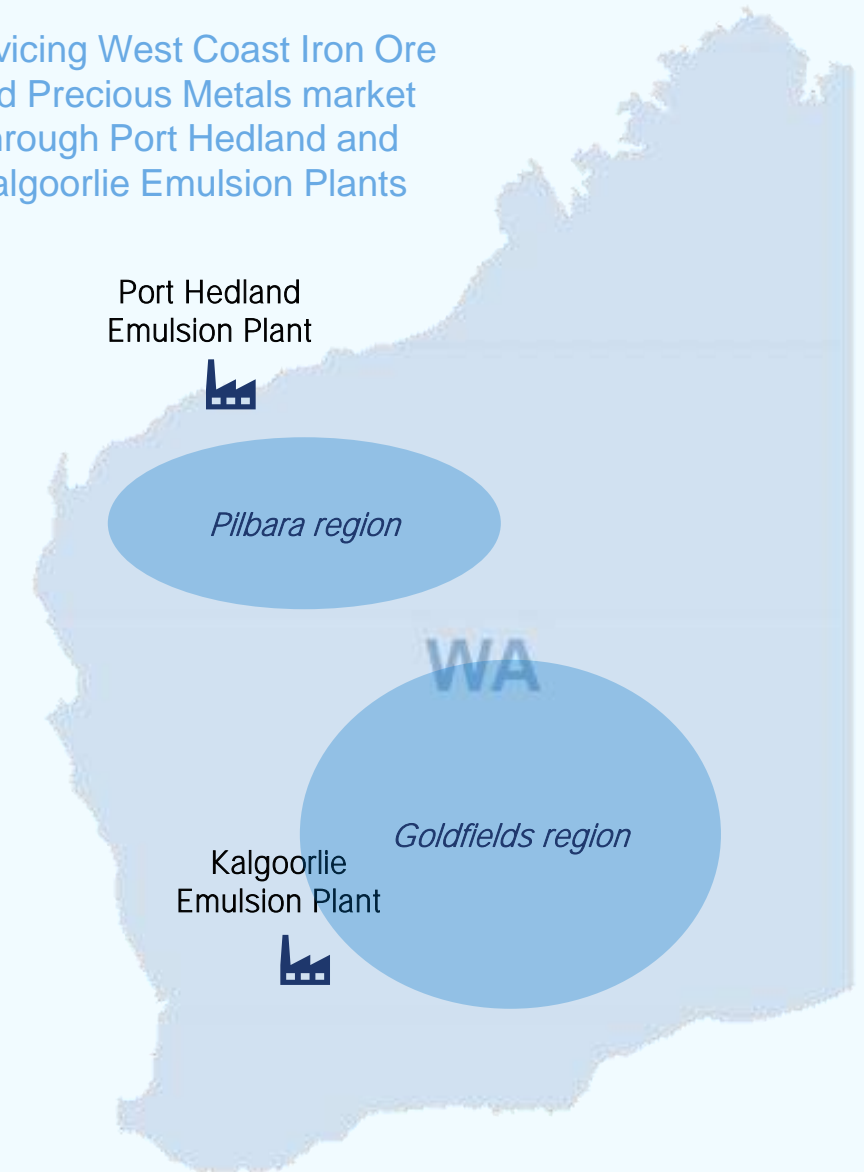 vicing West Coast Iron Ore
d Precious Metals market
rough Port Hedland and
algoorlie Emulsion Plants
Port Hedland
Emulsion Plant
Pilbara region
WA
Goldfields region
Kalgoorlie
Emulsion Plant